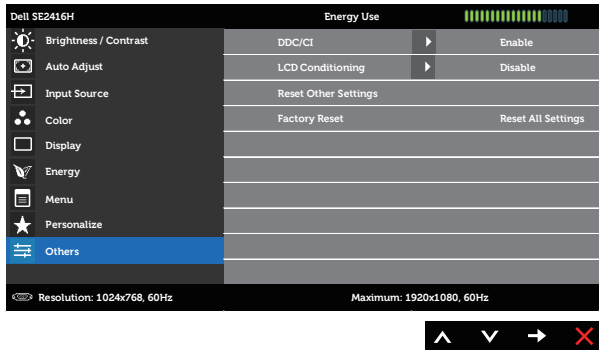 Dell SE2416H Energy Use
Brightness / Contrast DDC/CI Enable
Auto Adjust LCD Conditioning Disable
Input Source Reset Other Settings
Color Factory Reset Reset All Settings
Display
Energy
Menu
Personalize
Others
Resolution: 1024x768, 60Hz Maximum: 1920x1080, 60Hz